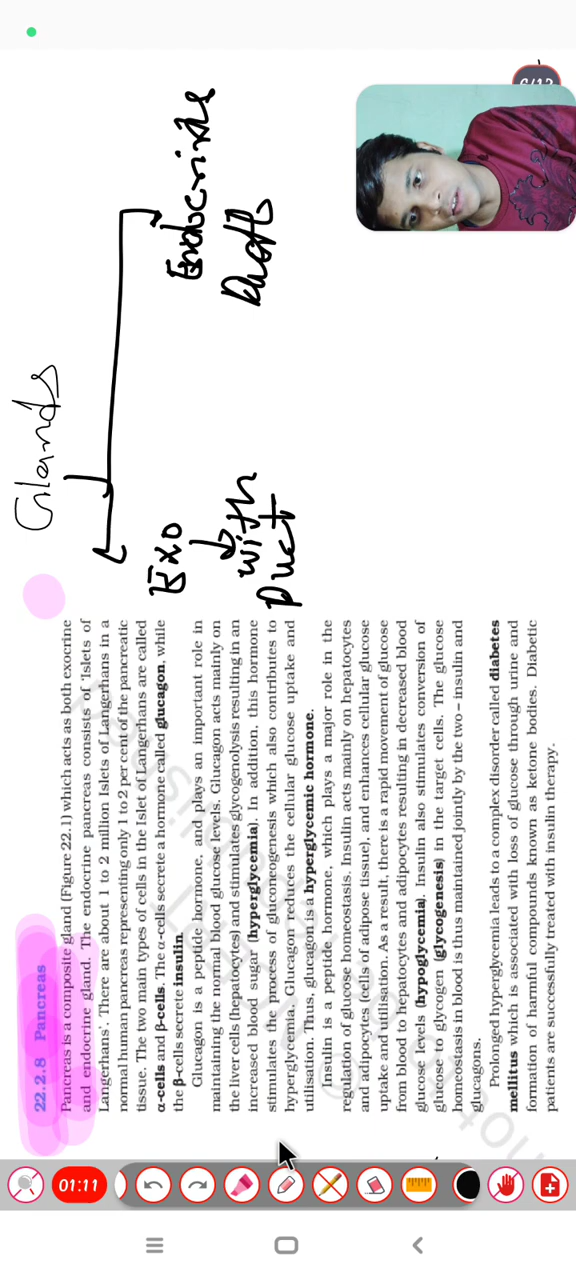 22.2.8 Pancreas
Pancreas is a composite gland (Figure 22.1) which acts as both exocrine
and endocrine gland. The endocrine pancreas consists of 'Islets of
Langerhans'. There are about 1 to 2 million Islets of Langerhans in a
normal human pancreas representing only 1 to 2 per cent of the pancreatic
tissue. The two main types of cells in the Islet of Langerhans are called
α-cells and β-cells. The α-cells secrete a hormone called glucagon, while
the β-cells secrete insulin.
Glucagon is a peptide hormone, and plays an important role in
maintaining the normal blood glucose levels. Glucagon acts mainly on
the liver cells (hepatocytes) and stimulates glycogenolysis resulting in an
increased blood sugar (hyperglycemia). In addition, this hormone
stimulates the process of gluconeogenesis which also contributes to
hyperglycemia. Glucagon reduces the cellular glucose uptake and
utilisation. Thus, glucagon is a hyperglycemic hormone.
Insulin is a peptide hormone, which plays a major role in the
regulation of glucose homeostasis. Insulin acts mainly on hepatocytes
and adipocytes (cells of adipose tissue), and enhances cellular glucose
uptake and utilisation. As a result, there is a rapid movement of glucose
from blood to hepatocytes and adipocytes resulting in decreased blood
glucose levels (hypoglycemia). Insulin also stimulates conversion of
glucose to glycogen (glycogenesis) in the target cells. The glucose
homeostasis in blood is thus maintained jointly by the two – insulin and
glucagons.
Prolonged hyperglycemia leads to a complex disorder called diabetes
mellitus which is associated with loss of glucose through urine and
formation of harmful compounds known as ketone bodies. Diabetic
patients are successfully treated with insulin therapy.
Glands
Exo
with
Duct
01:11